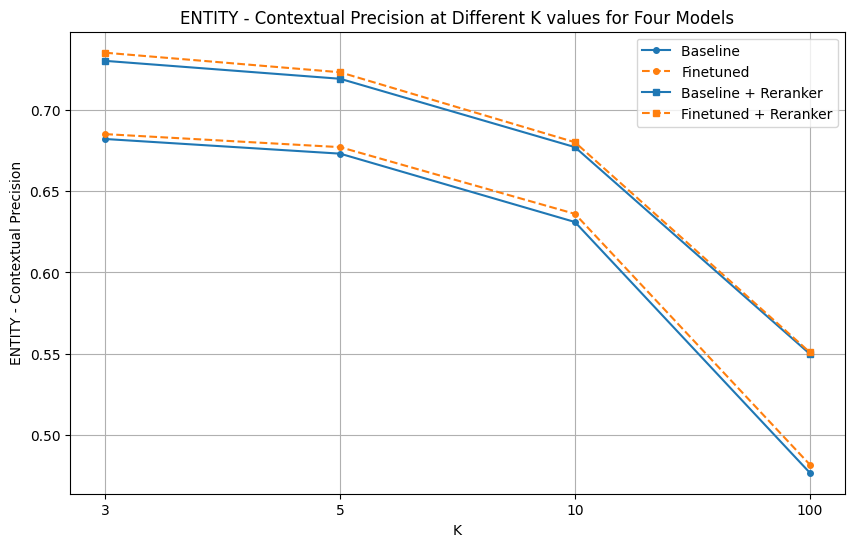 ENTITY - Contextual Precision at Different K values for Four Models
Baseline
Finetuned
Baseline + Reranker
Finetuned + Reranker
ENTITY - Contextual Precision
0.70
0.65
0.60
0.55
0.50
3
5
10
100
K